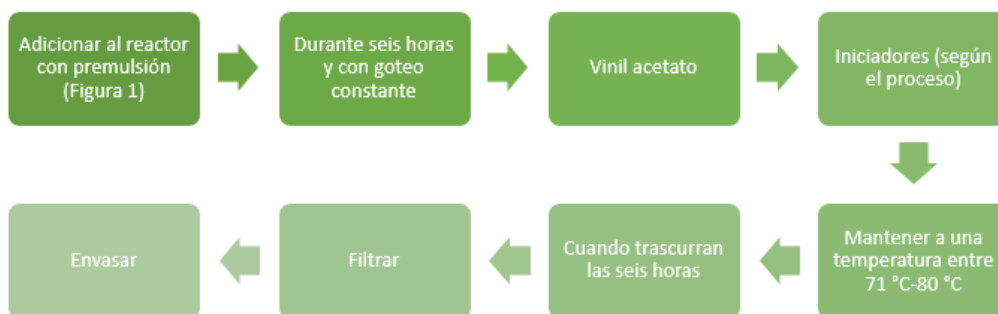 Adicionar al reactor
con premulsión
(Figura 1)
Durante seis horas
y con goteo
constante
Vinil acetato
Iniciadores (según
el proceso)
Mantener a una
temperatura entre
71 °C-80 °C
Cuando trascurran
las seis horas
Filtrar
Envasar